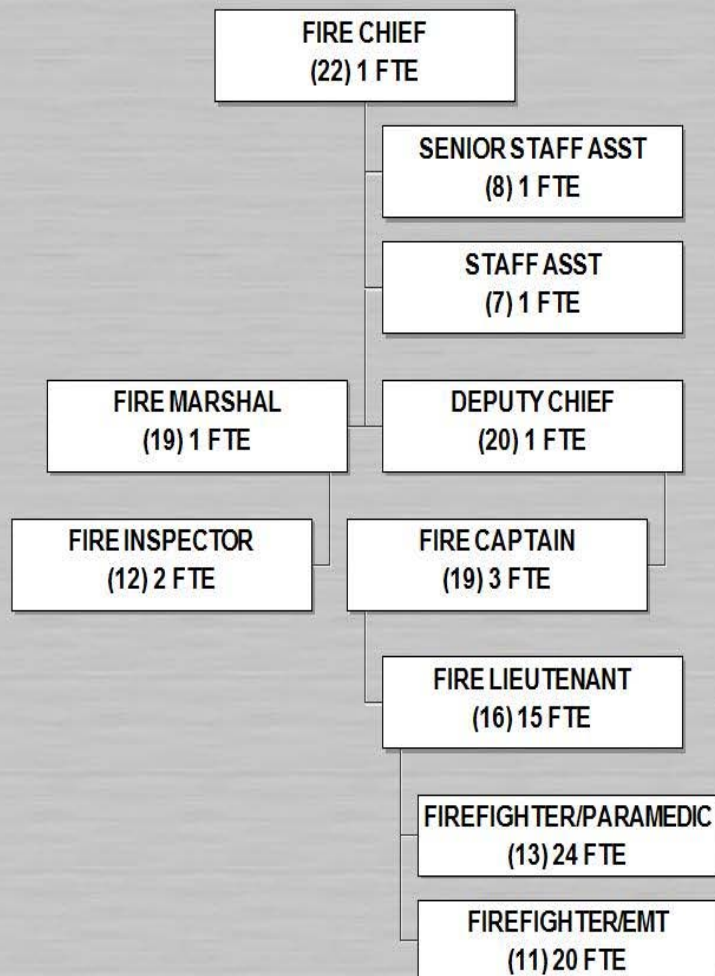 FIRE CHIEF
(22) 1 FTE
SENIOR STAFF ASST
(8) 1 FTE
STAFF ASST
(7) 1 FTE
FIRE MARSHAL
(19) 1 FTE
DEPUTY CHIEF
(20) 1 FTE
FIRE INSPECTOR
(12) 2 FTE
FIRE CAPTAIN
(19) 3 FTE
FIRE LIEUTENANT
(16) 15 FTE
FIREFIGHTER/PARAMEDIC
(13) 24 FTE
FIREFIGHTER/EMT
(11) 20 FTE